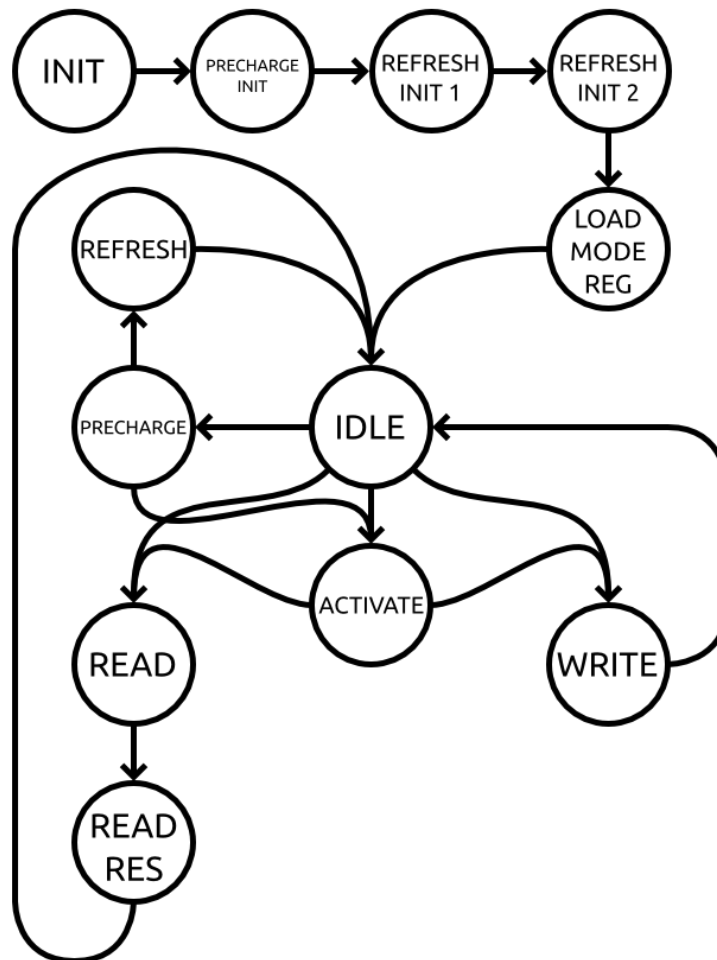 INIT
PRECHARGE
INIT
REFRESH
INIT 1
REFRESH
INIT 2
REFRESH
LOAD
MODE
REG
PRECHARGE
IDLE
ACTIVATE
READ
WRITE
READ
RES